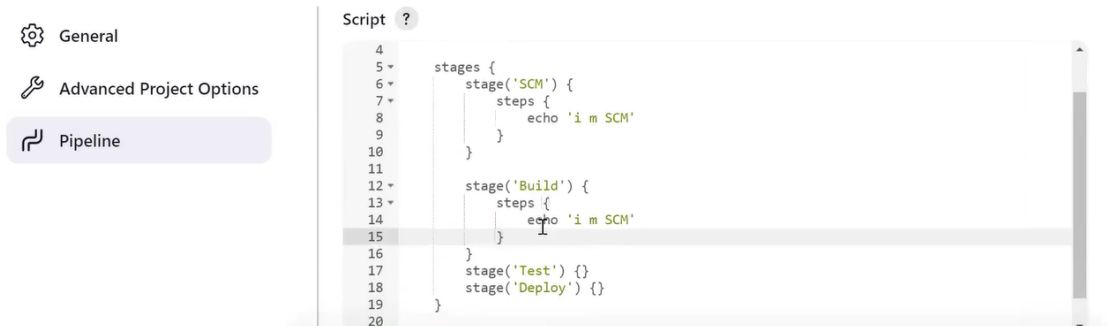 General
Advanced Project Options
Pipeline
Script ?
4
5 stages {
6 stage('SCM') {
7 steps {
8 echo 'i m SCM'
9 }
10 }
11
12 stage('Build') {
13 steps {
14 echo 'i m SCM'
15 }
16 }
17 stage('Test') {}
18 stage('Deploy') {}
19 }
20